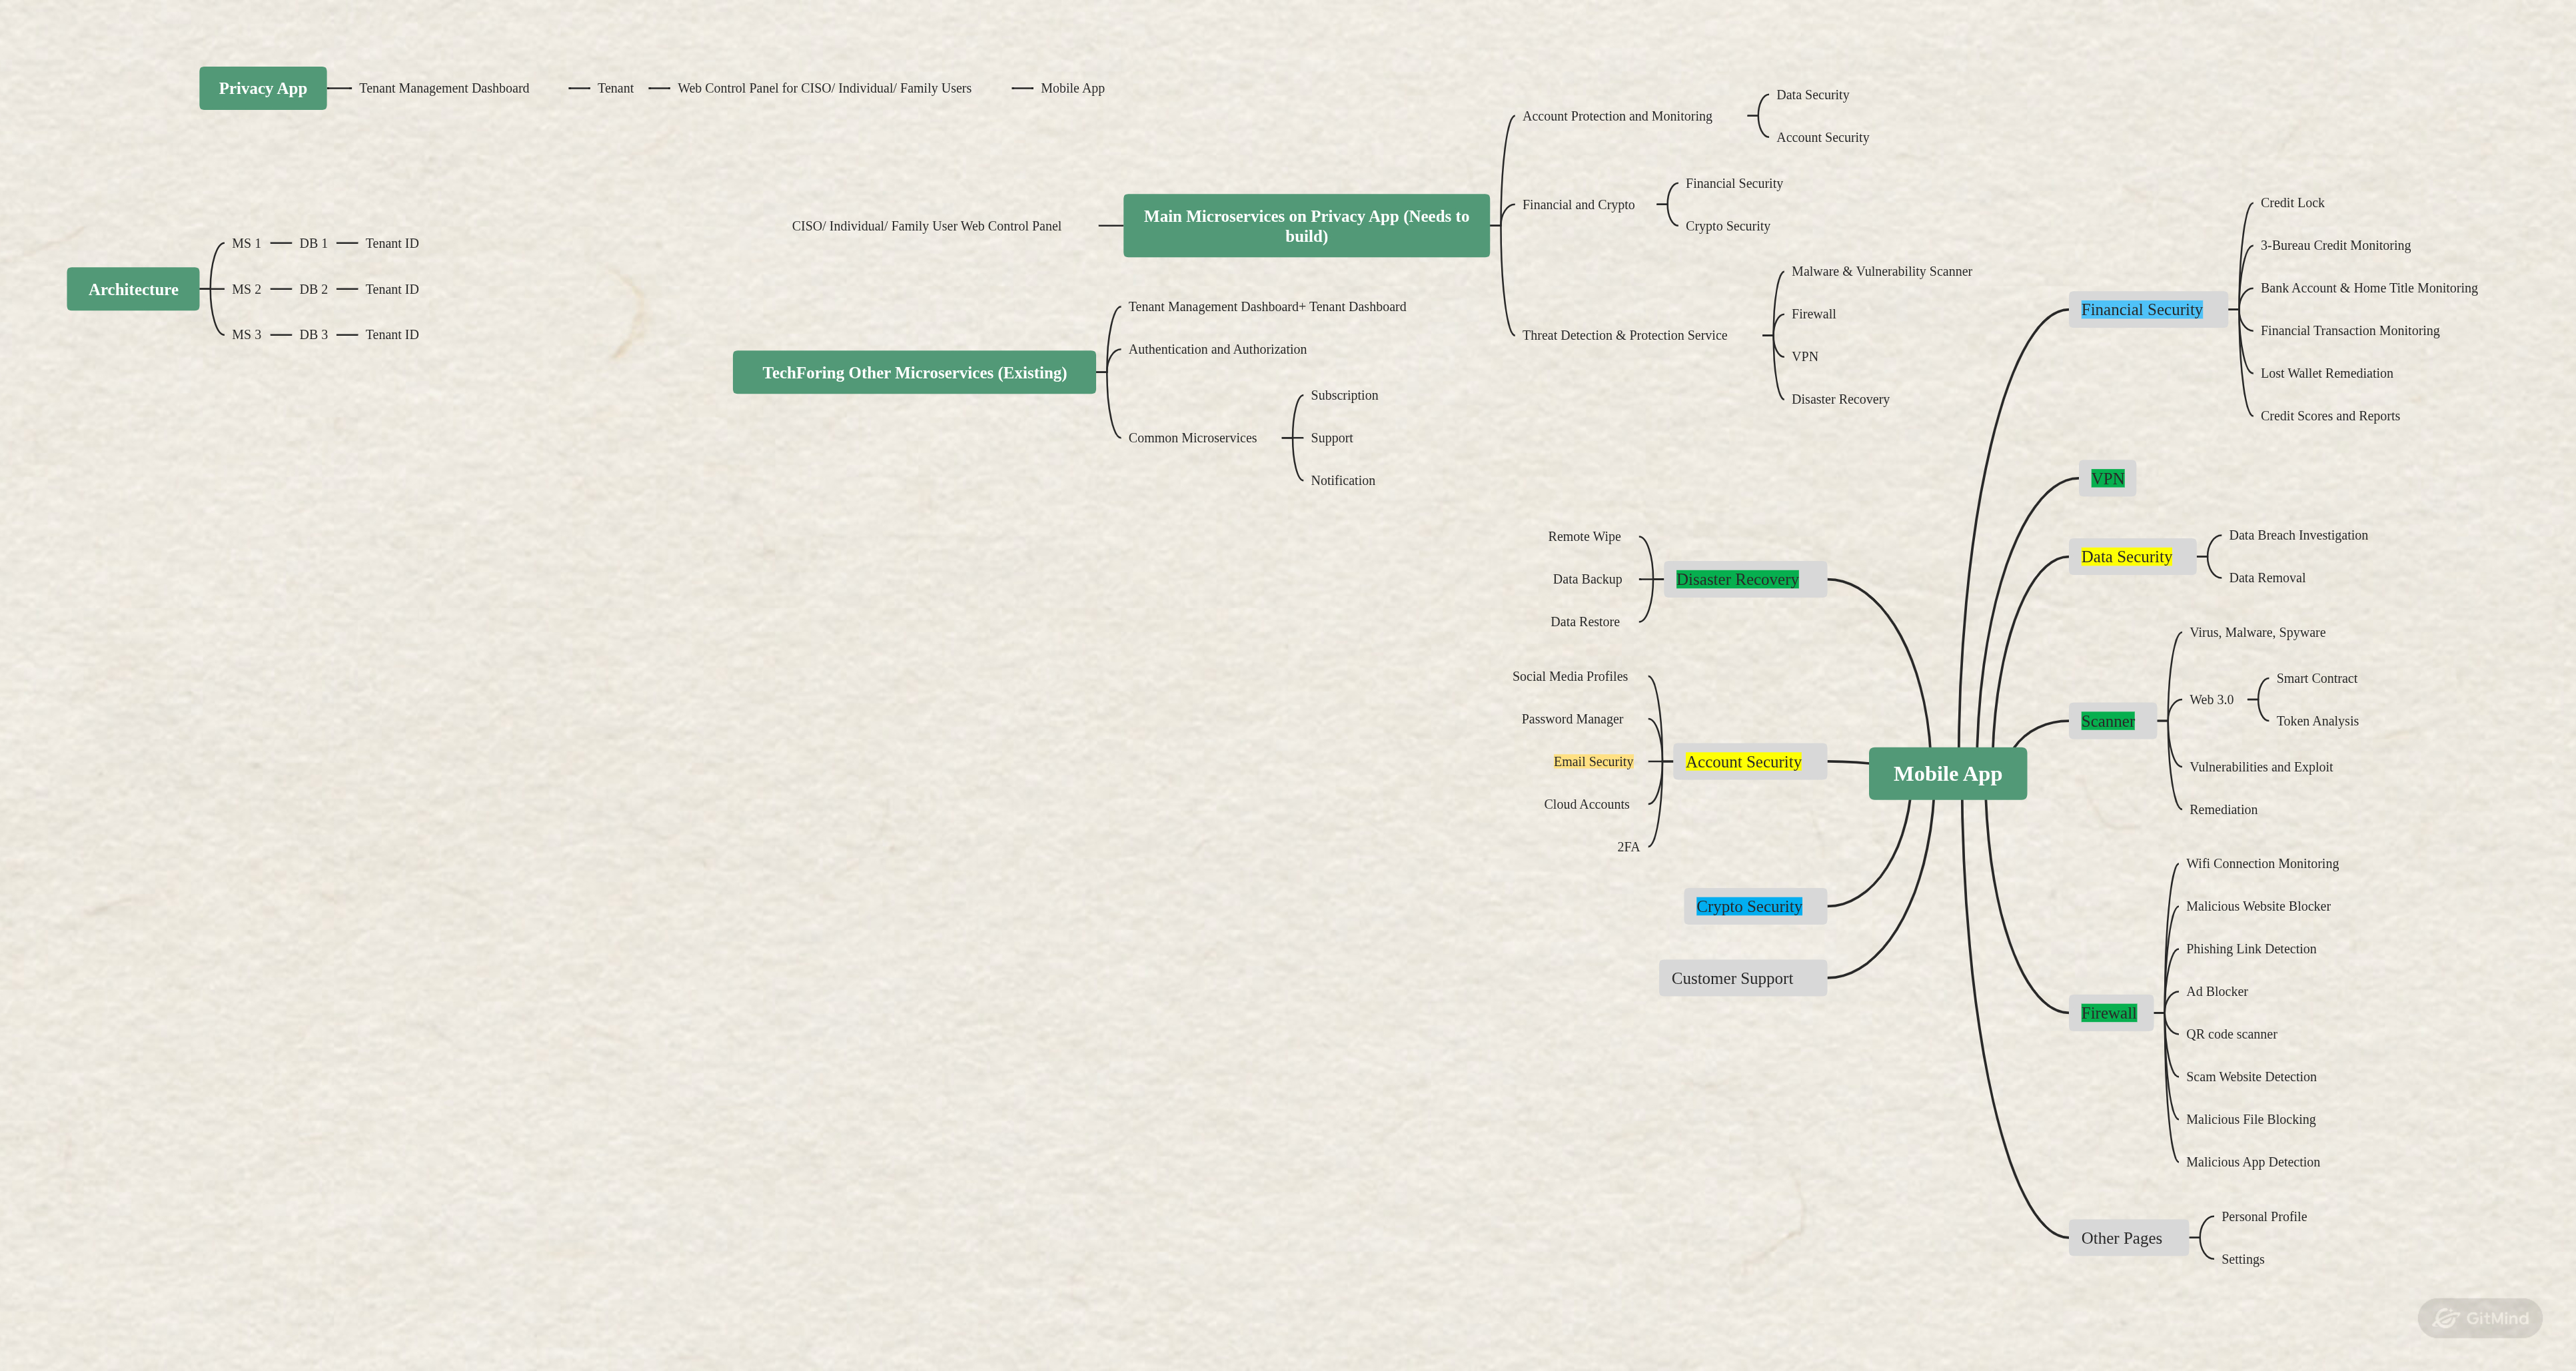 Privacy App
Tenant Management Dashboard
Tenant
Web Control Panel for CISO/ Individual/ Family Users
Mobile App
Architecture
MS 1
DB 1
Tenant ID
MS 2
DB 2
Tenant ID
MS 3
DB 3
Tenant ID
CISO/ Individual/ Family User Web Control Panel
Main Microservices on Privacy App (Needs to
build)
Account Protection and Monitoring
Data Security
Account Security
Financial and Crypto
Financial Security
Crypto Security
Threat Detection & Protection Service
Malware & Vulnerability Scanner
Firewall
VPN
Disaster Recovery
TechForing Other Microservices (Existing)
Tenant Management Dashboard+ Tenant Dashboard
Authentication and Authorization
Common Microservices
Subscription
Support
Notification
Mobile App
Financial Security
Credit Lock
3-Bureau Credit Monitoring
Bank Account & Home Title Monitoring
Financial Transaction Monitoring
Lost Wallet Remediation
Credit Scores and Reports
VPN
Data Security
Data Breach Investigation
Data Removal
Scanner
Virus, Malware, Spyware
Web 3.0
Smart Contract
Token Analysis
Vulnerabilities and Exploit
Remediation
Firewall
Wifi Connection Monitoring
Malicious Website Blocker
Phishing Link Detection
Ad Blocker
QR code scanner
Scam Website Detection
Malicious File Blocking
Malicious App Detection
Other Pages
Personal Profile
Settings
Disaster Recovery
Remote Wipe
Data Backup
Data Restore
Account Security
Social Media Profiles
Password Manager
Email Security
Cloud Accounts
2FA
Crypto Security
Customer Support
GitMind